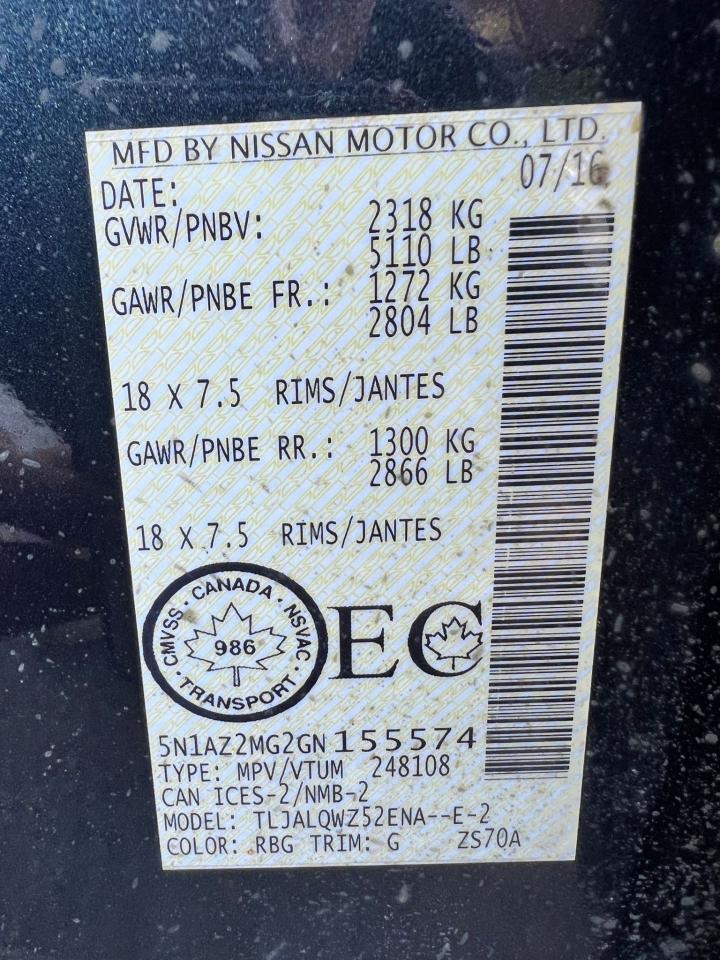 MFD BY NISSAN MOTOR CO., LTD.
DATE: 07/16
GVWR/PNBV: 2318 KG
5110 LB
GAWR/PNBE FR.: 1272 KG
2804 LB
18 X 7.5 RIMS/JANTES
GAWR/PNBE RR.: 1300 KG
2866 LB
18 X 7.5 RIMS/JANTES
CMVSS · CANADA · NSVAC · TRANSPORT ·
986
EC
5N1AZ2MG2GN155574
TYPE: MPV/VTUM 248108
CAN ICES-2/NMB-2
MODEL: TLJALQWZ52ENA--E-2
COLOR: RBG TRIM: G ZS70A